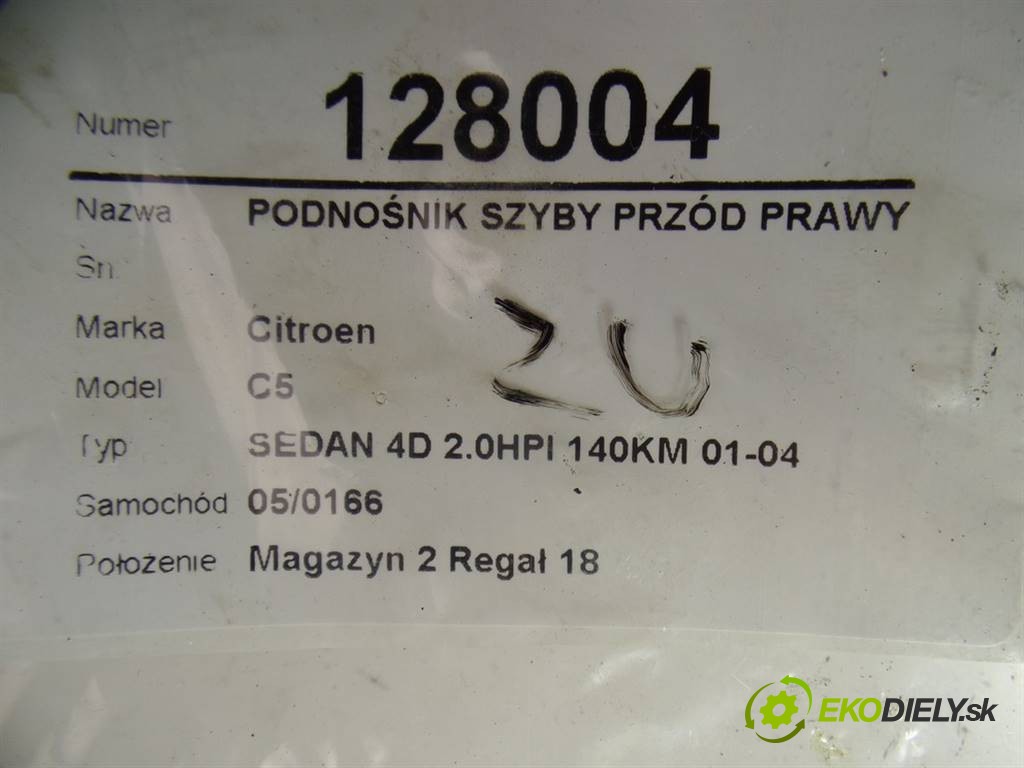 Numer 128004
Nazwa PODNOŚNIK SZYBY PRZÓD PRAWY
Sn
Marka Citroen
ZU
Model C5
Typ SEDAN 4D 2.0HPI 140KM 01-04
Samochód 05/0166
Położenie Magazyn 2 Regał 18
EKODIELY.sk